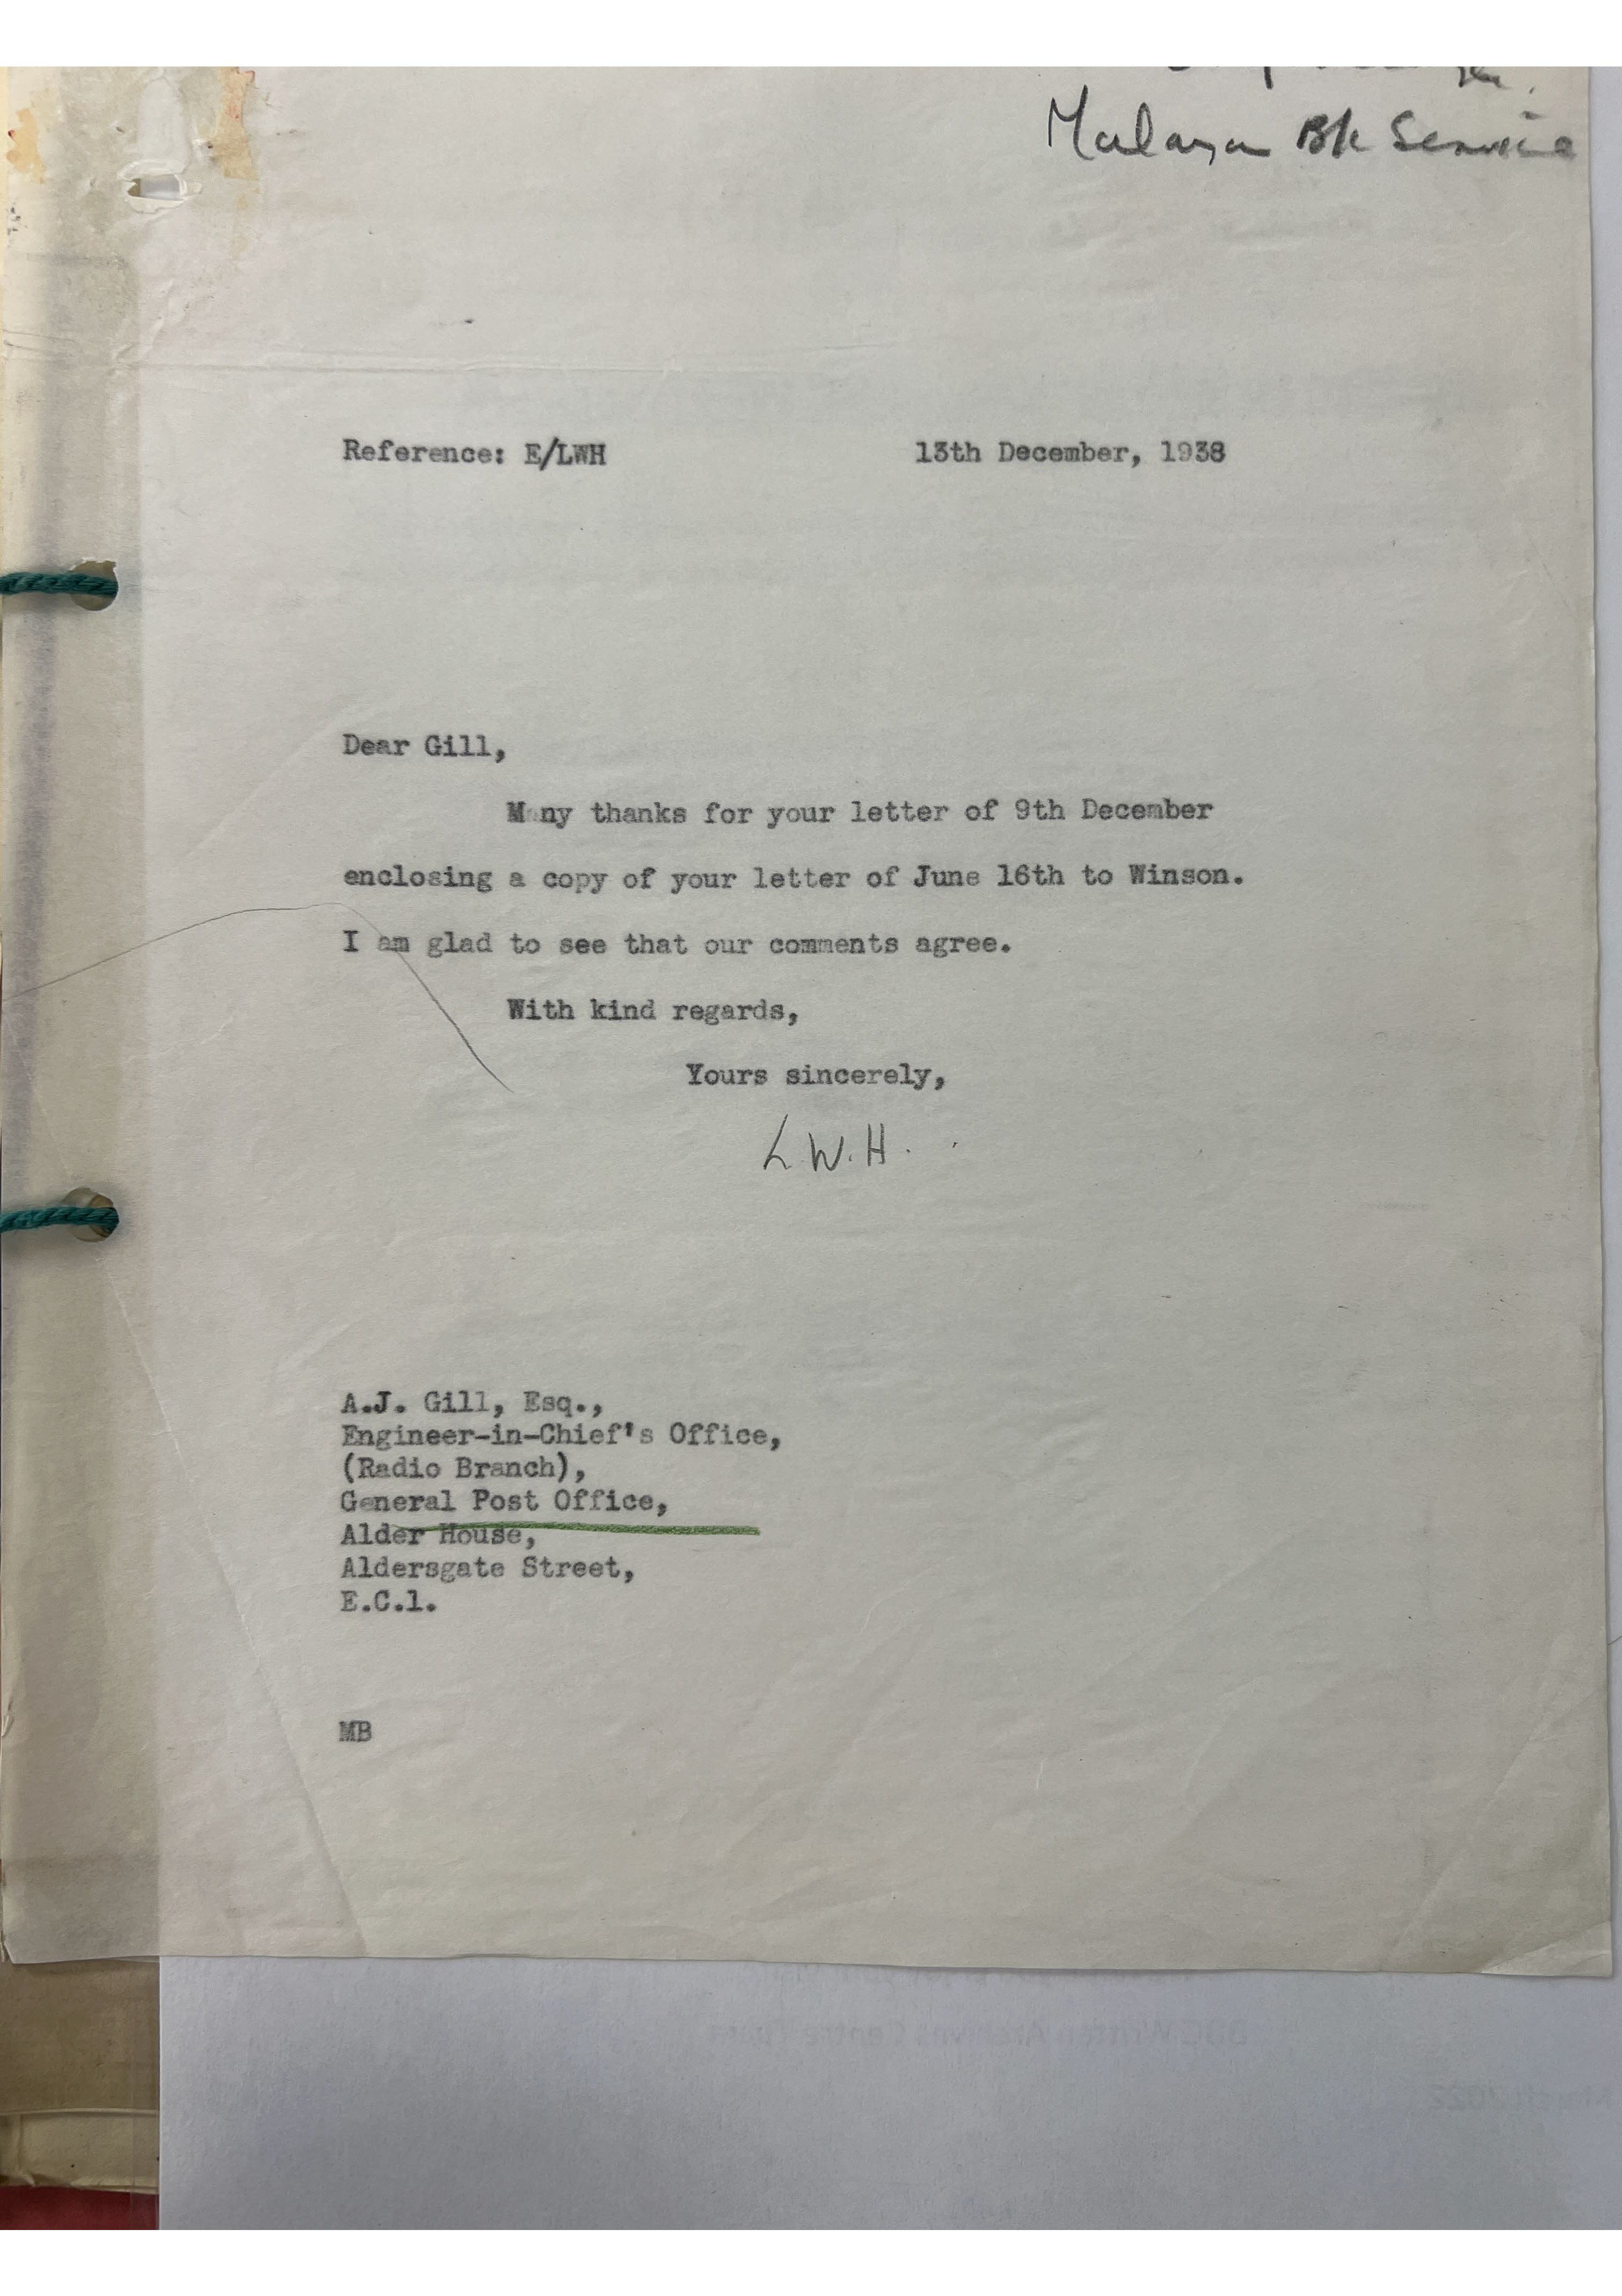 Malaya Bk Service
Reference: E/LWH 13th December, 1938
Dear Gill,
Many thanks for your letter of 9th December
enclosing a copy of your letter of June 16th to Winson.
I am glad to see that our comments agree.
With kind regards,
Yours sincerely,
L.W.H.
A.J. Gill, Esq.,
Engineer-in-Chief's Office,
(Radio Branch),
General Post Office,
Alder House,
Aldersgate Street,
E.C.1.
MB